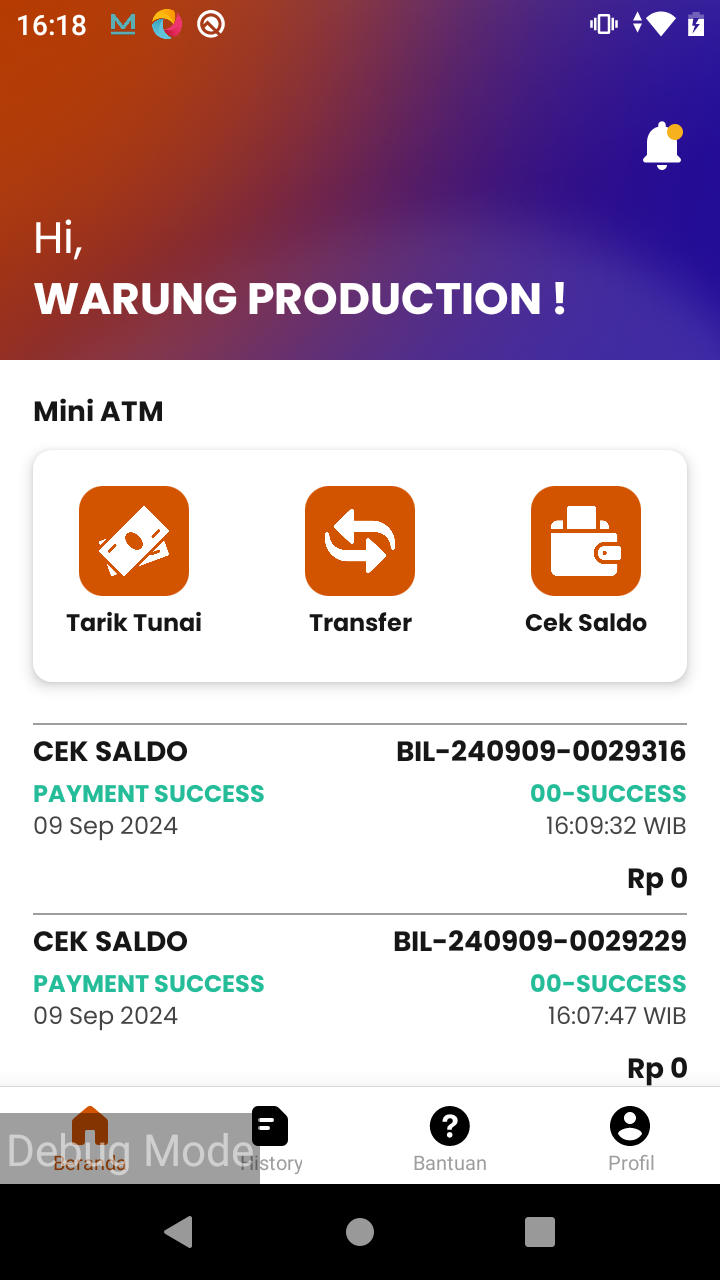 16:18
Hi,
WARUNG PRODUCTION !
Mini ATM
Tarik Tunai
Transfer
Cek Saldo
CEK SALDO BIL-240909-0029316
PAYMENT SUCCESS 00-SUCCESS
09 Sep 2024 16:09:32 WIB
Rp 0
CEK SALDO BIL-240909-0029229
PAYMENT SUCCESS 00-SUCCESS
09 Sep 2024 16:07:47 WIB
Rp 0
Debug Mode
Beranda History Bantuan Profil